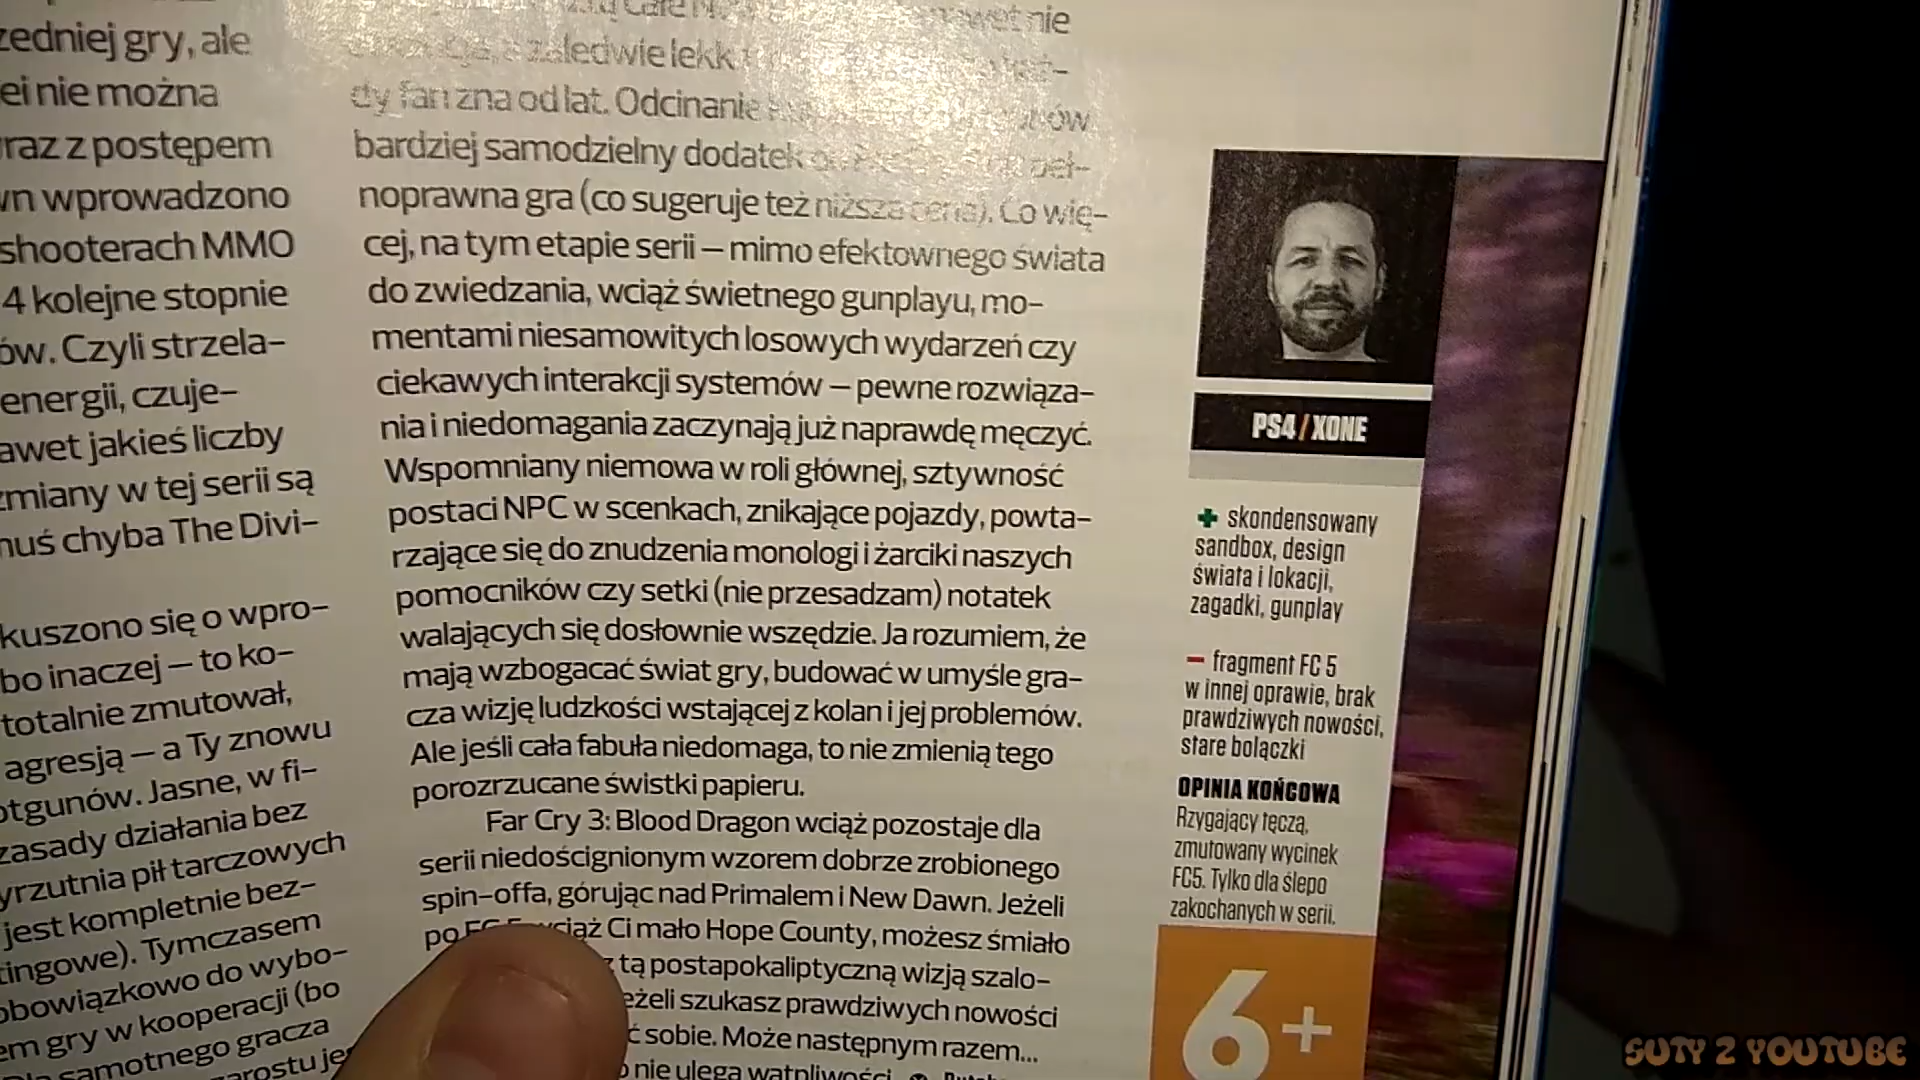 zedniej gry, ale
ei nie można
raz z postępem
wn wprowadzono
shooterach MMO
4 kolejne stopnie
ów. Czyli strzela–
energii, czuje–
awet jakieś liczby
zmiany w tej serii są
nuś chyba The Divi–
kuszono się o wpro–
bo inaczej – to ko–
totalnie zmutował,
agresją – a Ty znowu
otgunów. Jasne, w fi–
zasady działania bez
yrzutnia pił tarczowych
jest kompletnie bez–
tingowe). Tymczasem
obowiązkowo do wybo–
em gry w kooperacji (bo
la samotnego gracza
zarostu je
nie
zaledwie lekk
dy fan zna od lat. Odcinanie
bardziej samodzielny dodatek peł–
noprawna gra (co sugeruje też niższa cena). Co wię–
cej, na tym etapie serii – mimo efektownego świata
do zwiedzania, wciąż świetnego gunplayu, mo–
mentami niesamowitych losowych wydarzeń czy
ciekawych interakcji systemów – pewne rozwiąza–
nia i niedomagania zaczynają już naprawdę męczyć.
Wspomniany niemowa w roli głównej, sztywność
postaci NPC w scenkach, znikające pojazdy, powta–
rzające się do znudzenia monologi i żarciki naszych
pomocników czy setki (nie przesadzam) notatek
walających się dosłownie wszędzie. Ja rozumiem, że
mają wzbogacać świat gry, budować w umyśle gra–
cza wizję ludzkości wstającej z kolan i jej problemów.
Ale jeśli cała fabuła niedomaga, to nie zmienią tego
porozrzucane świstki papieru.
Far Cry 3: Blood Dragon wciąż pozostaje dla
serii niedoścignionym wzorem dobrze zrobionego
spin–offa, górując nad Primalem i New Dawn. Jeżeli
po FC 5 wciąż Ci mało Hope County, możesz śmiało
tą postapokaliptyczną wizją szalo–
eżeli szukasz prawdziwych nowości
ć sobie. Może następnym razem...
nie ulega wątpliwości.
PS4/XONE
+ skondensowany
sandbox, design
świata i lokacji,
zagadki, gunplay
– fragment FC 5
w innej oprawie, brak
prawdziwych nowości,
stare bolączki
OPINIA KOŃCOWA
Rzygający tęczą,
zmutowany wycinek
FC5. Tylko dla ślepo
zakochanych w serii.
6+
SUTY 2 YOUTUBE